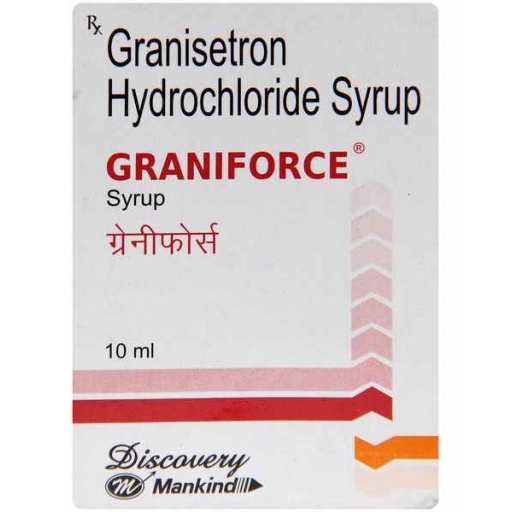 Rx Granisetron
Hydrochloride Syrup
GRANIFORCE®
Syrup
ग्रेनीफोर्स
10 ml
Discovery
M Mankind